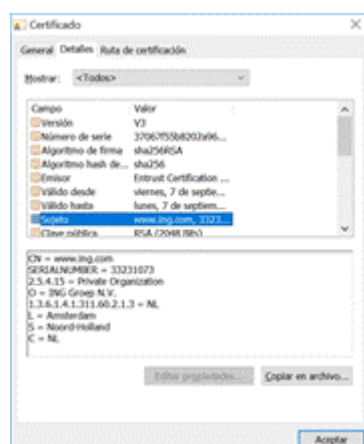 Certificado
General Detalles Ruta de certificación
Mostrar: <Todos>
Campo Valor
Versión V3
Número de serie 37067f55b8202a96...
Algoritmo de firma sha256RSA
Algoritmo hash de... sha256
Emisor Entrust Certification ...
Válido desde viernes, 7 de septie...
Válido hasta lunes, 7 de septiem...
Sujeto www.ing.com, 3323...
Clave pública RSA (2048 Bits)
CN = www.ing.com
SERIALNUMBER = 33231073
2.5.4.15 = Private Organization
O = ING Groep N.V.
1.3.6.1.4.1.311.60.2.1.3 = NL
L = Amsterdam
S = Noord-Holland
C = NL
Editar propiedades... Copiar en archivo...
Aceptar